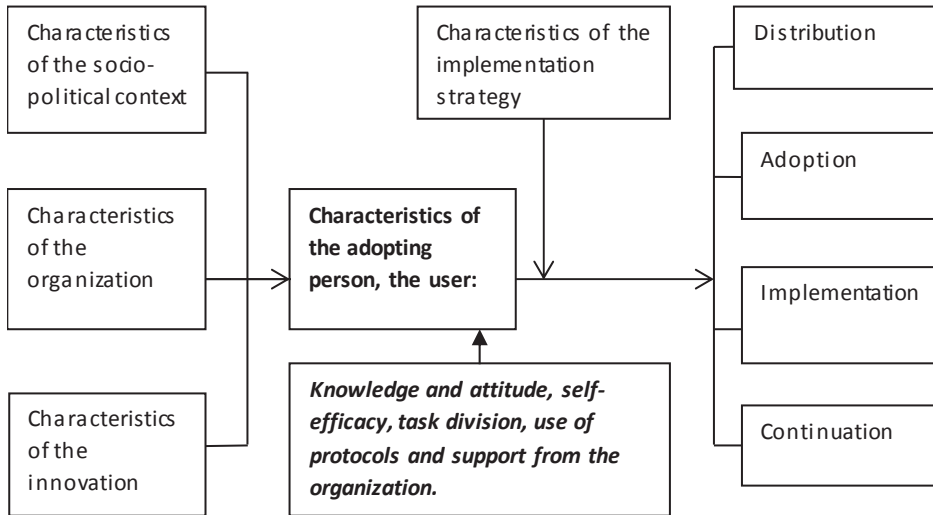 Characteristics
of the socio-
political context
Characteristics
of the
organization
Characteristics
of the
innovation
Characteristics of
the adopting
person, the user:
Knowledge and attitude, self-
efficacy, task division, use of
protocols and support from the
organization.
Characteristics of the
implementation
strategy
Distribution
Adoption
Implementation
Continuation